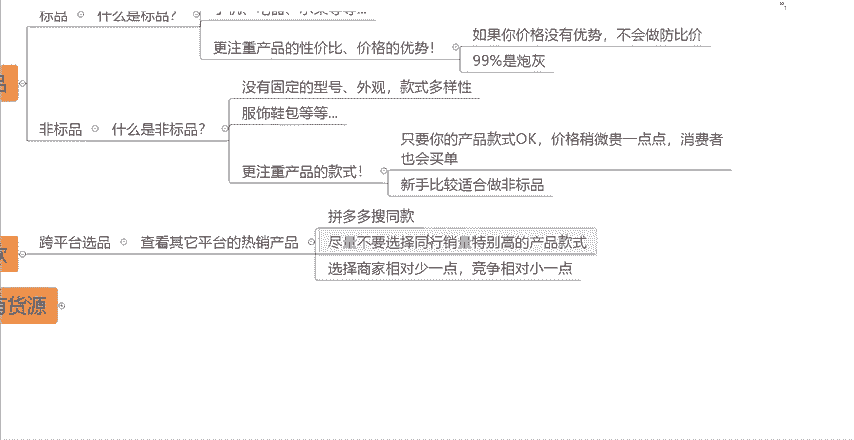 标品
什么是标品？
更注重产品的性价比、价格的优势！
如果你价格没有优势，不会做防比价
99%是炮灰
品
没有固定的型号、外观，款式多样性
服饰鞋包等等...
非标品
什么是非标品？
更注重产品的款式！
只要你的产品款式OK，价格稍微贵一点点，消费者
也会买单
新手比较适合做非标品
款
跨平台选品
查看其它平台的热销产品
拼多多搜同款
尽量不要选择同行销量特别高的产品款式
选择商家相对少一点，竞争相对小一点
有货源